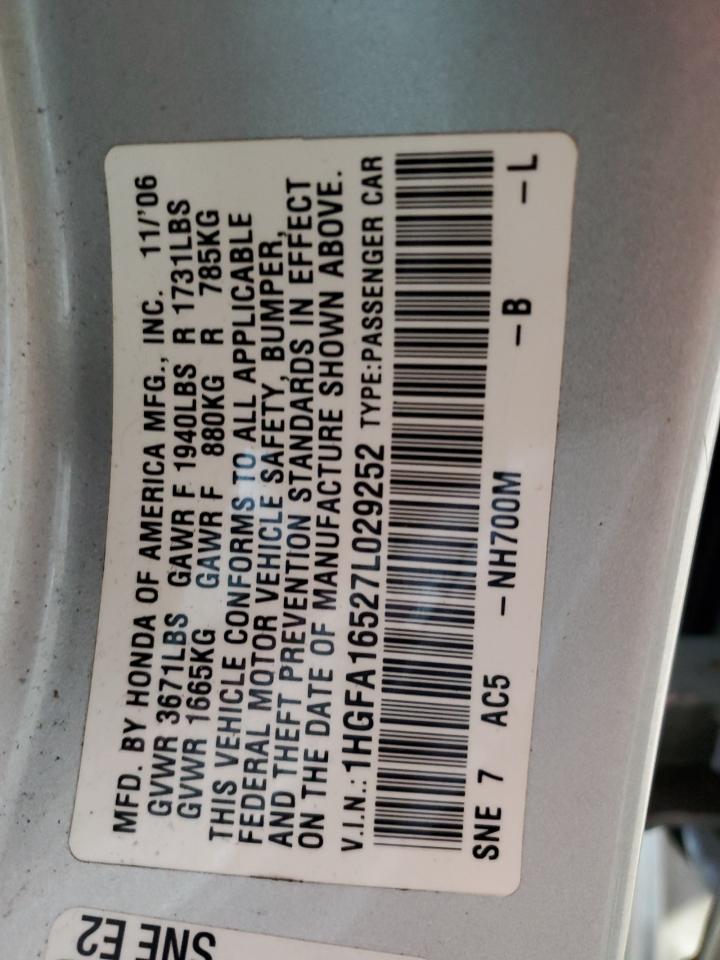 MFD. BY HONDA OF AMERICA MFG., INC. 11/'06
GVWR 3671LBS GAWR F 1940LBS R 1731LBS
GVWR 1665KG GAWR F 880KG R 785KG
THIS VEHICLE CONFORMS TO ALL APPLICABLE
FEDERAL MOTOR VEHICLE SAFETY, BUMPER,
AND THEFT PREVENTION STANDARDS IN EFFECT
ON THE DATE OF MANUFACTURE SHOWN ABOVE.
V.I.N.: 1HGFA16527L029252 TYPE:PASSENGER CAR
SNE 7 AC5 – NH700M – B – L
SNE E2